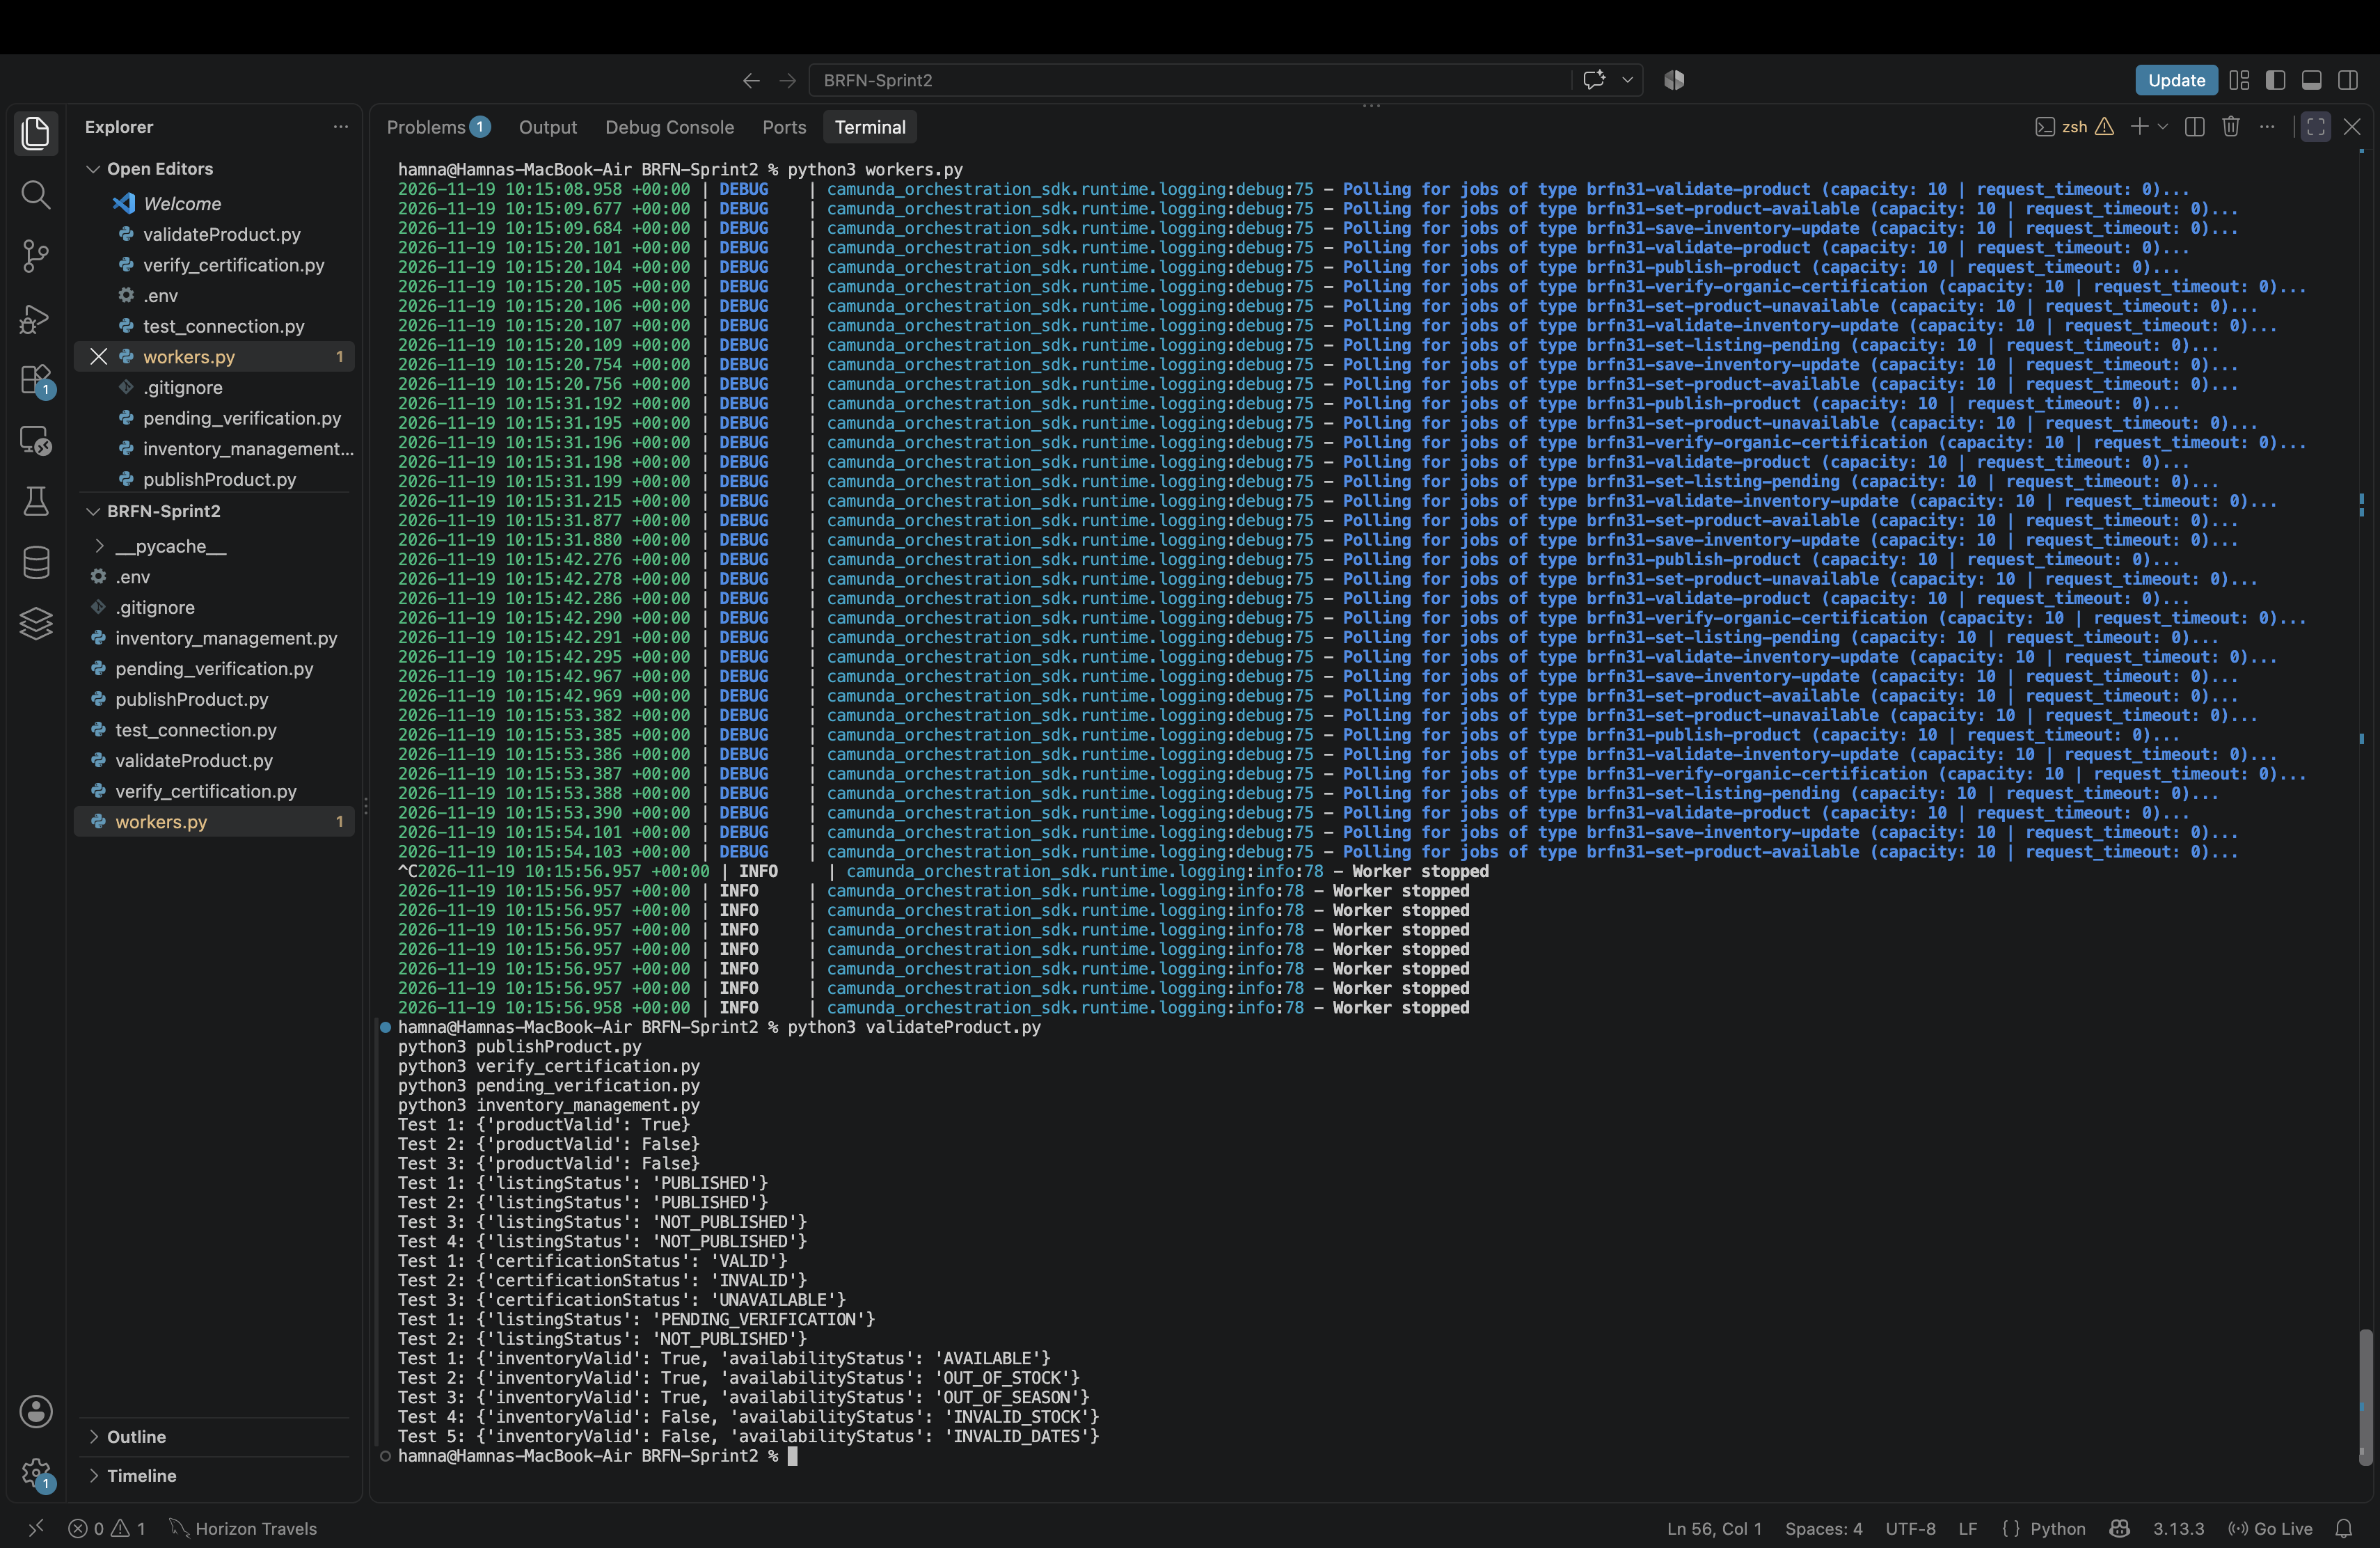 BRFN-Sprint2
Update
Explorer
Open Editors
Welcome
validateProduct.py
verify_certification.py
.env
test_connection.py
workers.py 1
.gitignore
pending_verification.py
inventory_management...
publishProduct.py
BRFN-Sprint2
__pycache__
.env
.gitignore
inventory_management.py
pending_verification.py
publishProduct.py
test_connection.py
validateProduct.py
verify_certification.py
workers.py 1
Outline
Timeline
1
1
Problems 1 Output Debug Console Ports Terminal
zsh
hamna@Hamnas-MacBook-Air BRFN-Sprint2 % python3 workers.py
2026-11-19 10:15:08.958 +00:00 | DEBUG | camunda_orchestration_sdk.runtime.logging:debug:75 - Polling for jobs of type brfn31-validate-product (capacity: 10 | request_timeout: 0)...
2026-11-19 10:15:09.677 +00:00 | DEBUG | camunda_orchestration_sdk.runtime.logging:debug:75 - Polling for jobs of type brfn31-set-product-available (capacity: 10 | request_timeout: 0)...
2026-11-19 10:15:09.684 +00:00 | DEBUG | camunda_orchestration_sdk.runtime.logging:debug:75 - Polling for jobs of type brfn31-save-inventory-update (capacity: 10 | request_timeout: 0)...
2026-11-19 10:15:20.101 +00:00 | DEBUG | camunda_orchestration_sdk.runtime.logging:debug:75 - Polling for jobs of type brfn31-validate-product (capacity: 10 | request_timeout: 0)...
2026-11-19 10:15:20.104 +00:00 | DEBUG | camunda_orchestration_sdk.runtime.logging:debug:75 - Polling for jobs of type brfn31-publish-product (capacity: 10 | request_timeout: 0)...
2026-11-19 10:15:20.105 +00:00 | DEBUG | camunda_orchestration_sdk.runtime.logging:debug:75 - Polling for jobs of type brfn31-verify-organic-certification (capacity: 10 | request_timeout: 0)...
2026-11-19 10:15:20.106 +00:00 | DEBUG | camunda_orchestration_sdk.runtime.logging:debug:75 - Polling for jobs of type brfn31-set-product-unavailable (capacity: 10 | request_timeout: 0)...
2026-11-19 10:15:20.107 +00:00 | DEBUG | camunda_orchestration_sdk.runtime.logging:debug:75 - Polling for jobs of type brfn31-validate-inventory-update (capacity: 10 | request_timeout: 0)...
2026-11-19 10:15:20.109 +00:00 | DEBUG | camunda_orchestration_sdk.runtime.logging:debug:75 - Polling for jobs of type brfn31-set-listing-pending (capacity: 10 | request_timeout: 0)...
2026-11-19 10:15:20.754 +00:00 | DEBUG | camunda_orchestration_sdk.runtime.logging:debug:75 - Polling for jobs of type brfn31-save-inventory-update (capacity: 10 | request_timeout: 0)...
2026-11-19 10:15:20.756 +00:00 | DEBUG | camunda_orchestration_sdk.runtime.logging:debug:75 - Polling for jobs of type brfn31-set-product-available (capacity: 10 | request_timeout: 0)...
2026-11-19 10:15:31.192 +00:00 | DEBUG | camunda_orchestration_sdk.runtime.logging:debug:75 - Polling for jobs of type brfn31-publish-product (capacity: 10 | request_timeout: 0)...
2026-11-19 10:15:31.195 +00:00 | DEBUG | camunda_orchestration_sdk.runtime.logging:debug:75 - Polling for jobs of type brfn31-set-product-unavailable (capacity: 10 | request_timeout: 0)...
2026-11-19 10:15:31.196 +00:00 | DEBUG | camunda_orchestration_sdk.runtime.logging:debug:75 - Polling for jobs of type brfn31-verify-organic-certification (capacity: 10 | request_timeout: 0)...
2026-11-19 10:15:31.198 +00:00 | DEBUG | camunda_orchestration_sdk.runtime.logging:debug:75 - Polling for jobs of type brfn31-validate-product (capacity: 10 | request_timeout: 0)...
2026-11-19 10:15:31.199 +00:00 | DEBUG | camunda_orchestration_sdk.runtime.logging:debug:75 - Polling for jobs of type brfn31-set-listing-pending (capacity: 10 | request_timeout: 0)...
2026-11-19 10:15:31.215 +00:00 | DEBUG | camunda_orchestration_sdk.runtime.logging:debug:75 - Polling for jobs of type brfn31-validate-inventory-update (capacity: 10 | request_timeout: 0)...
2026-11-19 10:15:31.877 +00:00 | DEBUG | camunda_orchestration_sdk.runtime.logging:debug:75 - Polling for jobs of type brfn31-set-product-available (capacity: 10 | request_timeout: 0)...
2026-11-19 10:15:31.880 +00:00 | DEBUG | camunda_orchestration_sdk.runtime.logging:debug:75 - Polling for jobs of type brfn31-save-inventory-update (capacity: 10 | request_timeout: 0)...
2026-11-19 10:15:42.276 +00:00 | DEBUG | camunda_orchestration_sdk.runtime.logging:debug:75 - Polling for jobs of type brfn31-publish-product (capacity: 10 | request_timeout: 0)...
2026-11-19 10:15:42.278 +00:00 | DEBUG | camunda_orchestration_sdk.runtime.logging:debug:75 - Polling for jobs of type brfn31-set-product-unavailable (capacity: 10 | request_timeout: 0)...
2026-11-19 10:15:42.286 +00:00 | DEBUG | camunda_orchestration_sdk.runtime.logging:debug:75 - Polling for jobs of type brfn31-validate-product (capacity: 10 | request_timeout: 0)...
2026-11-19 10:15:42.290 +00:00 | DEBUG | camunda_orchestration_sdk.runtime.logging:debug:75 - Polling for jobs of type brfn31-verify-organic-certification (capacity: 10 | request_timeout: 0)...
2026-11-19 10:15:42.291 +00:00 | DEBUG | camunda_orchestration_sdk.runtime.logging:debug:75 - Polling for jobs of type brfn31-set-listing-pending (capacity: 10 | request_timeout: 0)...
2026-11-19 10:15:42.295 +00:00 | DEBUG | camunda_orchestration_sdk.runtime.logging:debug:75 - Polling for jobs of type brfn31-validate-inventory-update (capacity: 10 | request_timeout: 0)...
2026-11-19 10:15:42.967 +00:00 | DEBUG | camunda_orchestration_sdk.runtime.logging:debug:75 - Polling for jobs of type brfn31-save-inventory-update (capacity: 10 | request_timeout: 0)...
2026-11-19 10:15:42.969 +00:00 | DEBUG | camunda_orchestration_sdk.runtime.logging:debug:75 - Polling for jobs of type brfn31-set-product-available (capacity: 10 | request_timeout: 0)...
2026-11-19 10:15:53.382 +00:00 | DEBUG | camunda_orchestration_sdk.runtime.logging:debug:75 - Polling for jobs of type brfn31-set-product-unavailable (capacity: 10 | request_timeout: 0)...
2026-11-19 10:15:53.385 +00:00 | DEBUG | camunda_orchestration_sdk.runtime.logging:debug:75 - Polling for jobs of type brfn31-publish-product (capacity: 10 | request_timeout: 0)...
2026-11-19 10:15:53.386 +00:00 | DEBUG | camunda_orchestration_sdk.runtime.logging:debug:75 - Polling for jobs of type brfn31-validate-inventory-update (capacity: 10 | request_timeout: 0)...
2026-11-19 10:15:53.387 +00:00 | DEBUG | camunda_orchestration_sdk.runtime.logging:debug:75 - Polling for jobs of type brfn31-verify-organic-certification (capacity: 10 | request_timeout: 0)...
2026-11-19 10:15:53.388 +00:00 | DEBUG | camunda_orchestration_sdk.runtime.logging:debug:75 - Polling for jobs of type brfn31-set-listing-pending (capacity: 10 | request_timeout: 0)...
2026-11-19 10:15:53.390 +00:00 | DEBUG | camunda_orchestration_sdk.runtime.logging:debug:75 - Polling for jobs of type brfn31-validate-product (capacity: 10 | request_timeout: 0)...
2026-11-19 10:15:54.101 +00:00 | DEBUG | camunda_orchestration_sdk.runtime.logging:debug:75 - Polling for jobs of type brfn31-save-inventory-update (capacity: 10 | request_timeout: 0)...
2026-11-19 10:15:54.103 +00:00 | DEBUG | camunda_orchestration_sdk.runtime.logging:debug:75 - Polling for jobs of type brfn31-set-product-available (capacity: 10 | request_timeout: 0)...
^C2026-11-19 10:15:56.957 +00:00 | INFO | camunda_orchestration_sdk.runtime.logging:info:78 - Worker stopped
2026-11-19 10:15:56.957 +00:00 | INFO | camunda_orchestration_sdk.runtime.logging:info:78 - Worker stopped
2026-11-19 10:15:56.957 +00:00 | INFO | camunda_orchestration_sdk.runtime.logging:info:78 - Worker stopped
2026-11-19 10:15:56.957 +00:00 | INFO | camunda_orchestration_sdk.runtime.logging:info:78 - Worker stopped
2026-11-19 10:15:56.957 +00:00 | INFO | camunda_orchestration_sdk.runtime.logging:info:78 - Worker stopped
2026-11-19 10:15:56.957 +00:00 | INFO | camunda_orchestration_sdk.runtime.logging:info:78 - Worker stopped
2026-11-19 10:15:56.957 +00:00 | INFO | camunda_orchestration_sdk.runtime.logging:info:78 - Worker stopped
2026-11-19 10:15:56.958 +00:00 | INFO | camunda_orchestration_sdk.runtime.logging:info:78 - Worker stopped
hamna@Hamnas-MacBook-Air BRFN-Sprint2 % python3 validateProduct.py
python3 publishProduct.py
python3 verify_certification.py
python3 pending_verification.py
python3 inventory_management.py
Test 1: {'productValid': True}
Test 2: {'productValid': False}
Test 3: {'productValid': False}
Test 1: {'listingStatus': 'PUBLISHED'}
Test 2: {'listingStatus': 'PUBLISHED'}
Test 3: {'listingStatus': 'NOT_PUBLISHED'}
Test 4: {'listingStatus': 'NOT_PUBLISHED'}
Test 1: {'certificationStatus': 'VALID'}
Test 2: {'certificationStatus': 'INVALID'}
Test 3: {'certificationStatus': 'UNAVAILABLE'}
Test 1: {'listingStatus': 'PENDING_VERIFICATION'}
Test 2: {'listingStatus': 'NOT_PUBLISHED'}
Test 1: {'inventoryValid': True, 'availabilityStatus': 'AVAILABLE'}
Test 2: {'inventoryValid': True, 'availabilityStatus': 'OUT_OF_STOCK'}
Test 3: {'inventoryValid': True, 'availabilityStatus': 'OUT_OF_SEASON'}
Test 4: {'inventoryValid': False, 'availabilityStatus': 'INVALID_STOCK'}
Test 5: {'inventoryValid': False, 'availabilityStatus': 'INVALID_DATES'}
hamna@Hamnas-MacBook-Air BRFN-Sprint2 %
0 1 Horizon Travels Ln 56, Col 1 Spaces: 4 UTF-8 LF { } Python 3.13.3 Go Live